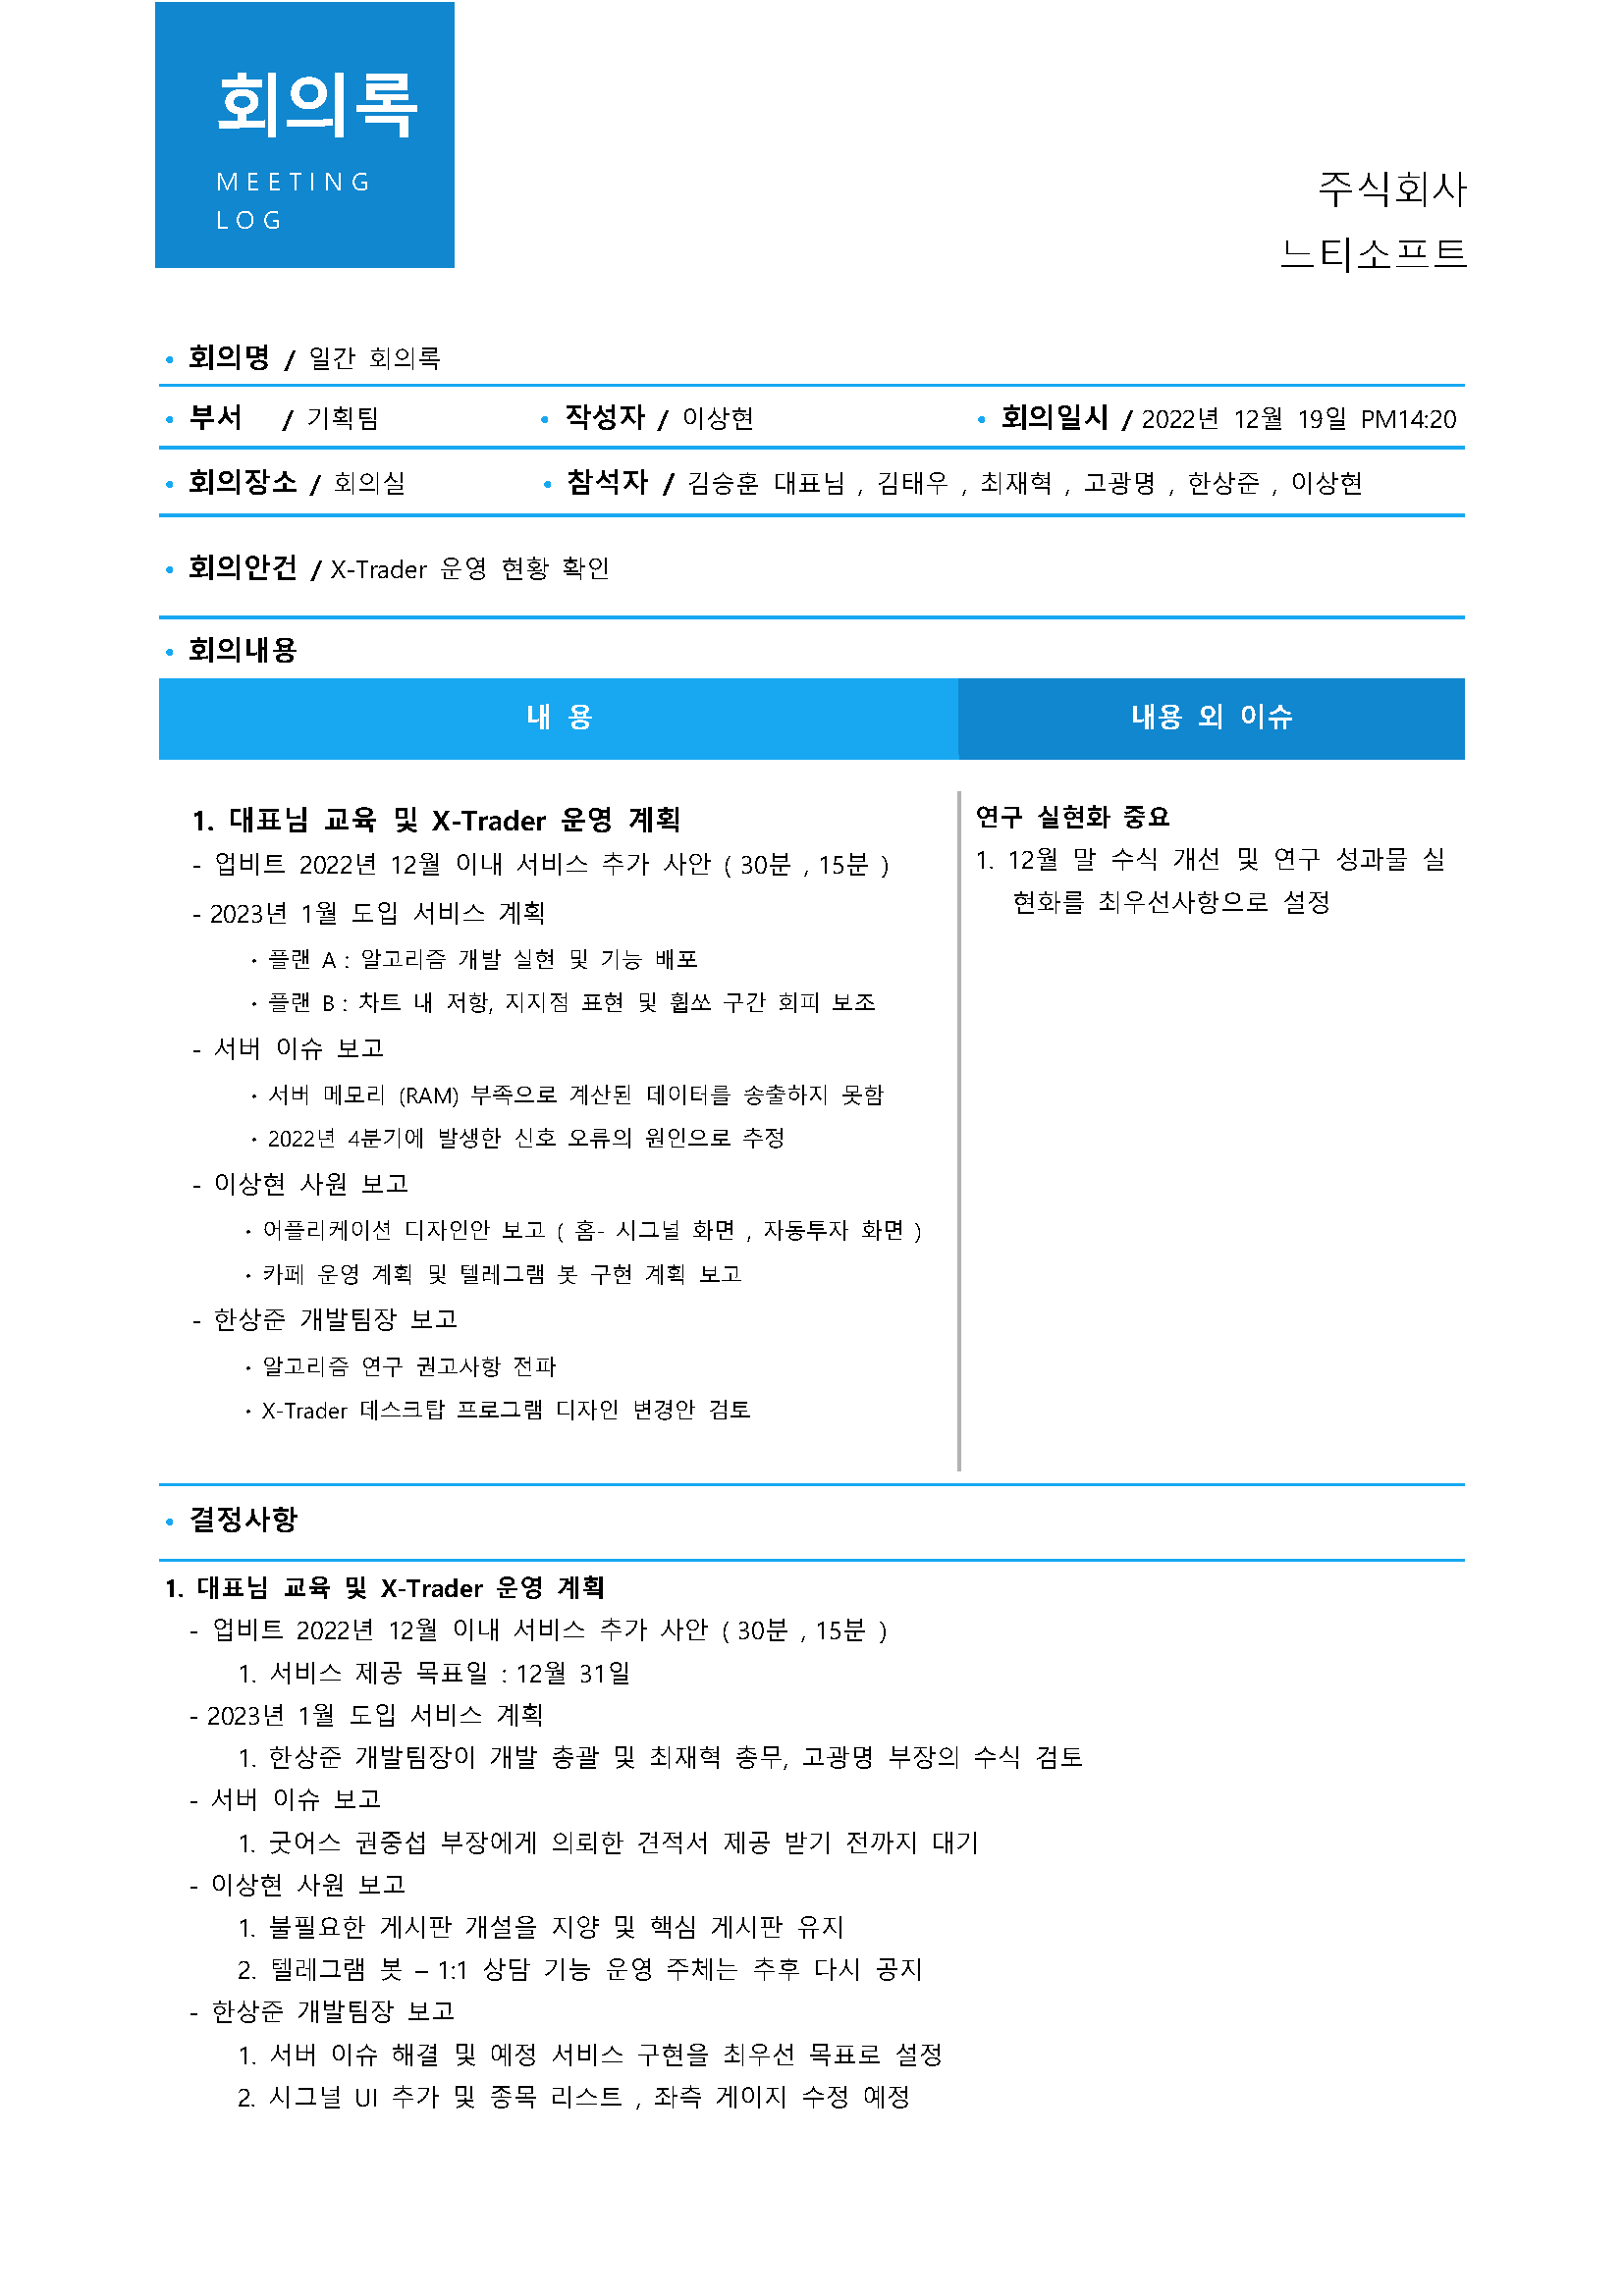 회의록
MEETING
LOG
주식회사
느티소프트
• 회의명 / 일간 회의록
• 부서 / 기획팀 • 작성자 / 이상현 • 회의일시 / 2022년 12월 19일 PM14:20
• 회의장소 / 회의실 • 참석자 / 김승훈 대표님 , 김태우 , 최재혁 , 고광명 , 한상준 , 이상현
• 회의안건 / X-Trader 운영 현황 확인
• 회의내용
내 용
1. 대표님 교육 및 X-Trader 운영 계획
- 업비트 2022년 12월 이내 서비스 추가 사안 ( 30분 , 15분 )
- 2023년 1월 도입 서비스 계획
• 플랜 A : 알고리즘 개발 실현 및 기능 배포
• 플랜 B : 차트 내 저항, 지지점 표현 및 휩쏘 구간 회피 보조
- 서버 이슈 보고
• 서버 메모리 (RAM) 부족으로 계산된 데이터를 송출하지 못함
• 2022년 4분기에 발생한 신호 오류의 원인으로 추정
- 이상현 사원 보고
• 어플리케이션 디자인안 보고 ( 홈- 시그널 화면 , 자동투자 화면 )
• 카페 운영 계획 및 텔레그램 봇 구현 계획 보고
- 한상준 개발팀장 보고
• 알고리즘 연구 권고사항 전파
• X-Trader 데스크탑 프로그램 디자인 변경안 검토
내용 외 이슈
연구 실현화 중요
1. 12월 말 수식 개선 및 연구 성과물 실
현화를 최우선사항으로 설정
• 결정사항
1. 대표님 교육 및 X-Trader 운영 계획
- 업비트 2022년 12월 이내 서비스 추가 사안 ( 30분 , 15분 )
1. 서비스 제공 목표일 : 12월 31일
- 2023년 1월 도입 서비스 계획
1. 한상준 개발팀장이 개발 총괄 및 최재혁 총무, 고광명 부장의 수식 검토
- 서버 이슈 보고
1. 굿어스 권중섭 부장에게 의뢰한 견적서 제공 받기 전까지 대기
- 이상현 사원 보고
1. 불필요한 게시판 개설을 지양 및 핵심 게시판 유지
2. 텔레그램 봇 – 1:1 상담 기능 운영 주체는 추후 다시 공지
- 한상준 개발팀장 보고
1. 서버 이슈 해결 및 예정 서비스 구현을 최우선 목표로 설정
2. 시그널 UI 추가 및 종목 리스트 , 좌측 게이지 수정 예정